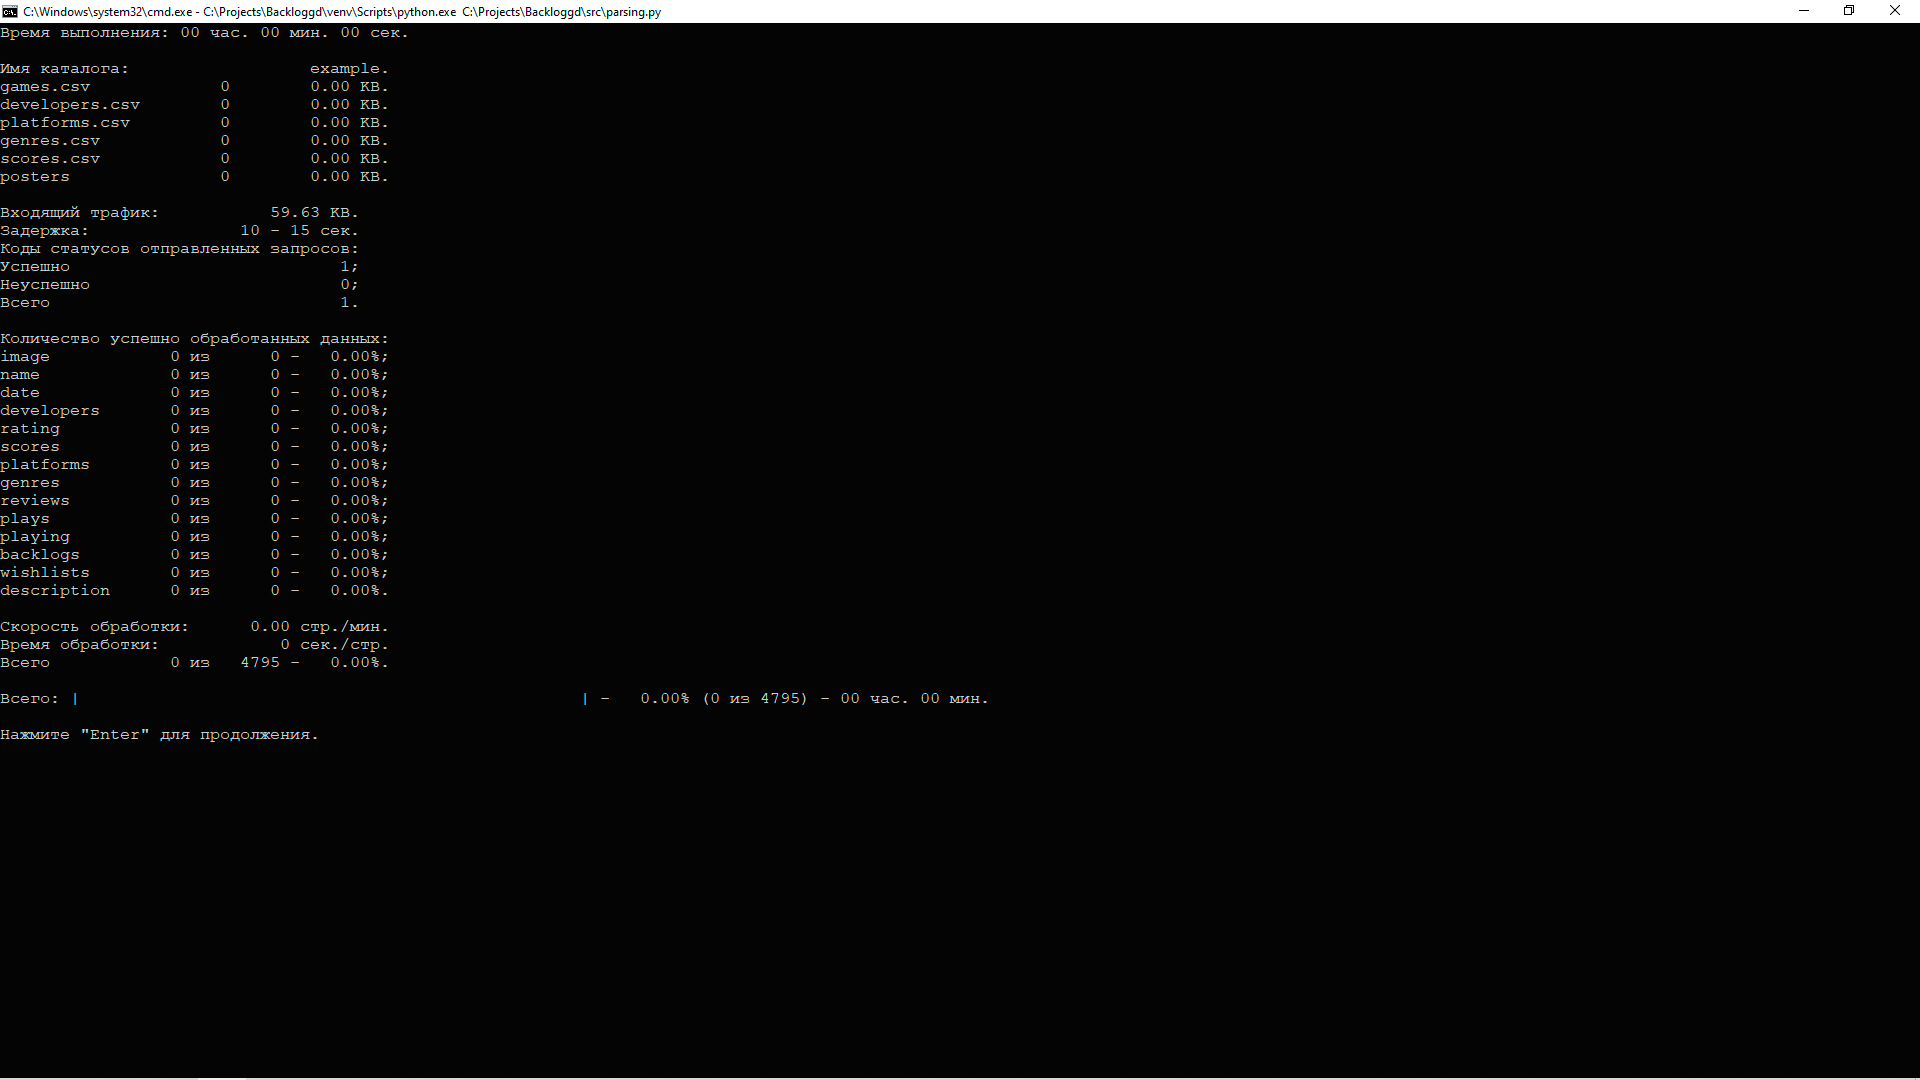 C:\Windows\system32\cmd.exe - C:\Projects\Backloggd\venv\Scripts\python.exe C:\Projects\Backloggd\src\parsing.py
Время выполнения: 00 час. 00 мин. 00 сек.
Имя каталога: example.
games.csv 0 0.00 KB.
developers.csv 0 0.00 KB.
platforms.csv 0 0.00 KB.
genres.csv 0 0.00 KB.
scores.csv 0 0.00 KB.
posters 0 0.00 KB.
Входящий трафик: 59.63 KB.
Задержка: 10 - 15 сек.
Коды статусов отправленных запросов:
Успешно 1;
Неуспешно 0;
Всего 1.
Количество успешно обработанных данных:
image 0 из 0 - 0.00%;
name 0 из 0 - 0.00%;
date 0 из 0 - 0.00%;
developers 0 из 0 - 0.00%;
rating 0 из 0 - 0.00%;
scores 0 из 0 - 0.00%;
platforms 0 из 0 - 0.00%;
genres 0 из 0 - 0.00%;
reviews 0 из 0 - 0.00%;
plays 0 из 0 - 0.00%;
playing 0 из 0 - 0.00%;
backlogs 0 из 0 - 0.00%;
wishlists 0 из 0 - 0.00%;
description 0 из 0 - 0.00%.
Скорость обработки: 0.00 стр./мин.
Время обработки: 0 сек./стр.
Всего 0 из 4795 - 0.00%.
Всего: | | - 0.00% (0 из 4795) - 00 час. 00 мин.
Нажмите "Enter" для продолжения.